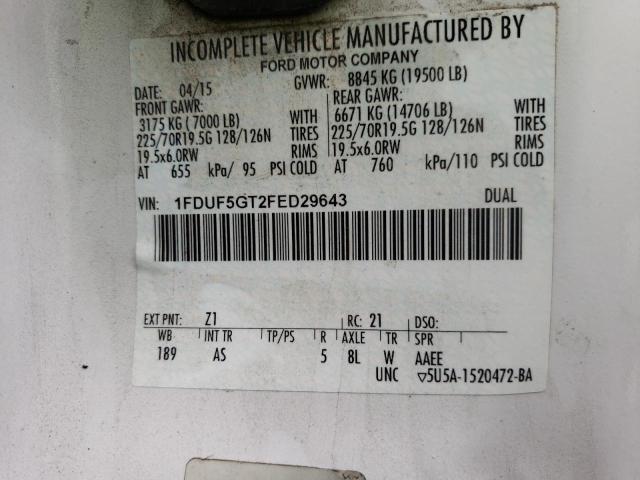 INCOMPLETE VEHICLE MANUFACTURED BY
FORD MOTOR COMPANY
DATE: 04/15 GVWR: 8845 KG (19500 LB)
FRONT GAWR: REAR GAWR:
3175 KG (7000 LB) WITH 6671 KG (14706 LB) WITH
225/70R19.5G 128/126N TIRES 225/70R19.5G 128/126N TIRES
19.5x6.0RW RIMS 19.5x6.0RW RIMS
AT 655 kPa/ 95 PSI COLD AT 760 kPa/110 PSI COLD
VIN: 1FDUF5GT2FED29643 DUAL
EXT PNT: Z1 RC: 21 DSO:
WB INT TR TP/PS R AXLE TR SPR
189 AS 5 8L W AAEE
UNC ▽5U5A-1520472-BA